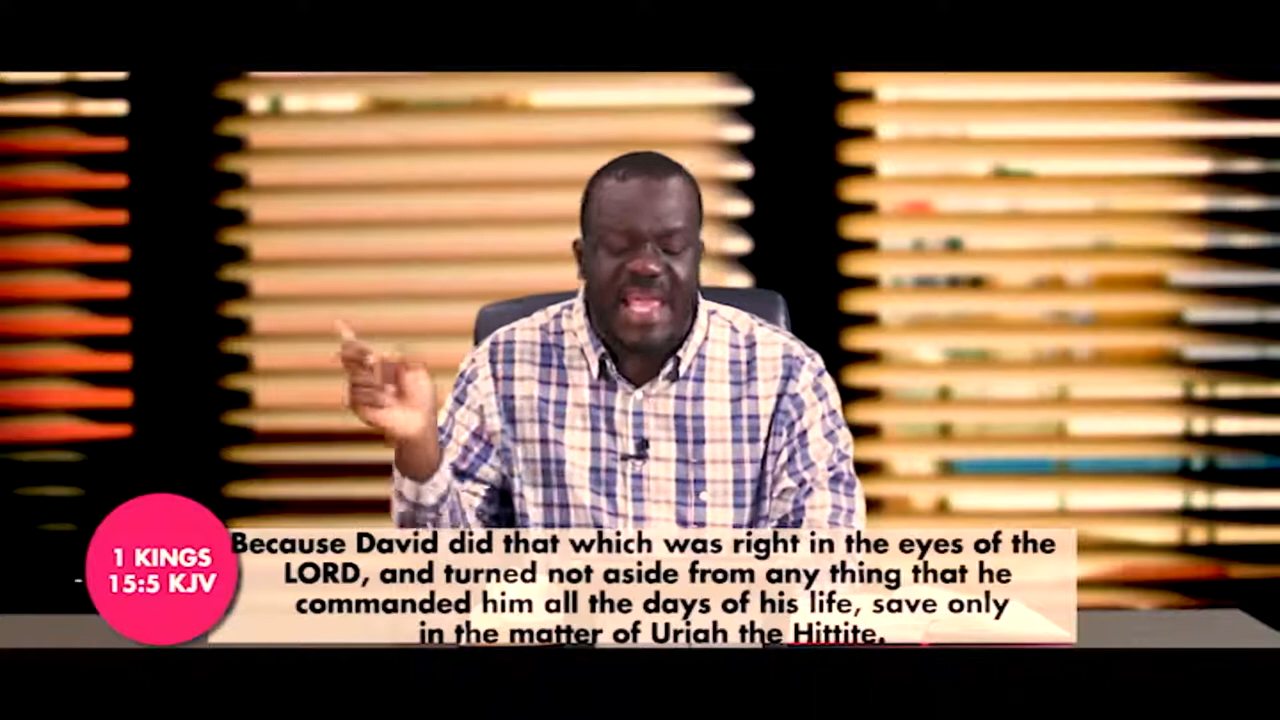 1 KINGS
15:5 KJV
Because David did that which was right in the eyes of the
LORD, and turned not aside from any thing that he
commanded him all the days of his life, save only
in the matter of Uriah the Hittite.